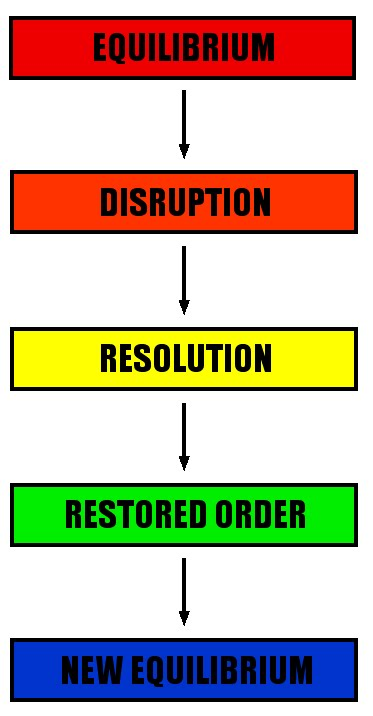 EQUILIBRIUM
DISRUPTION
RESOLUTION
RESTORED ORDER
NEW EQUILIBRIUM